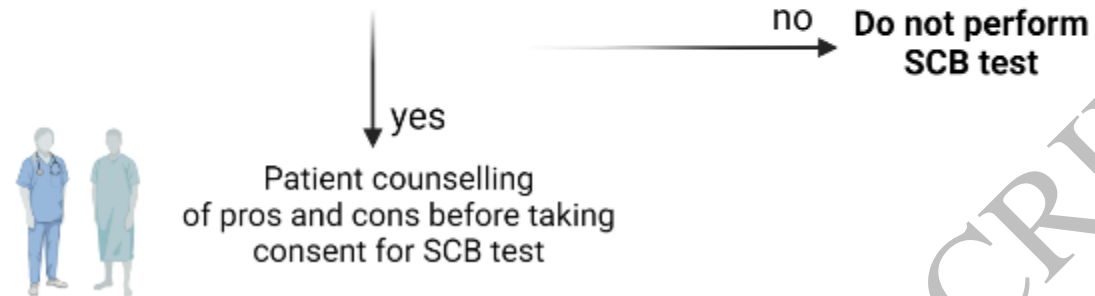 no
Do not perform
SCB test
yes
Patient counselling
of pros and cons before taking
consent for SCB test